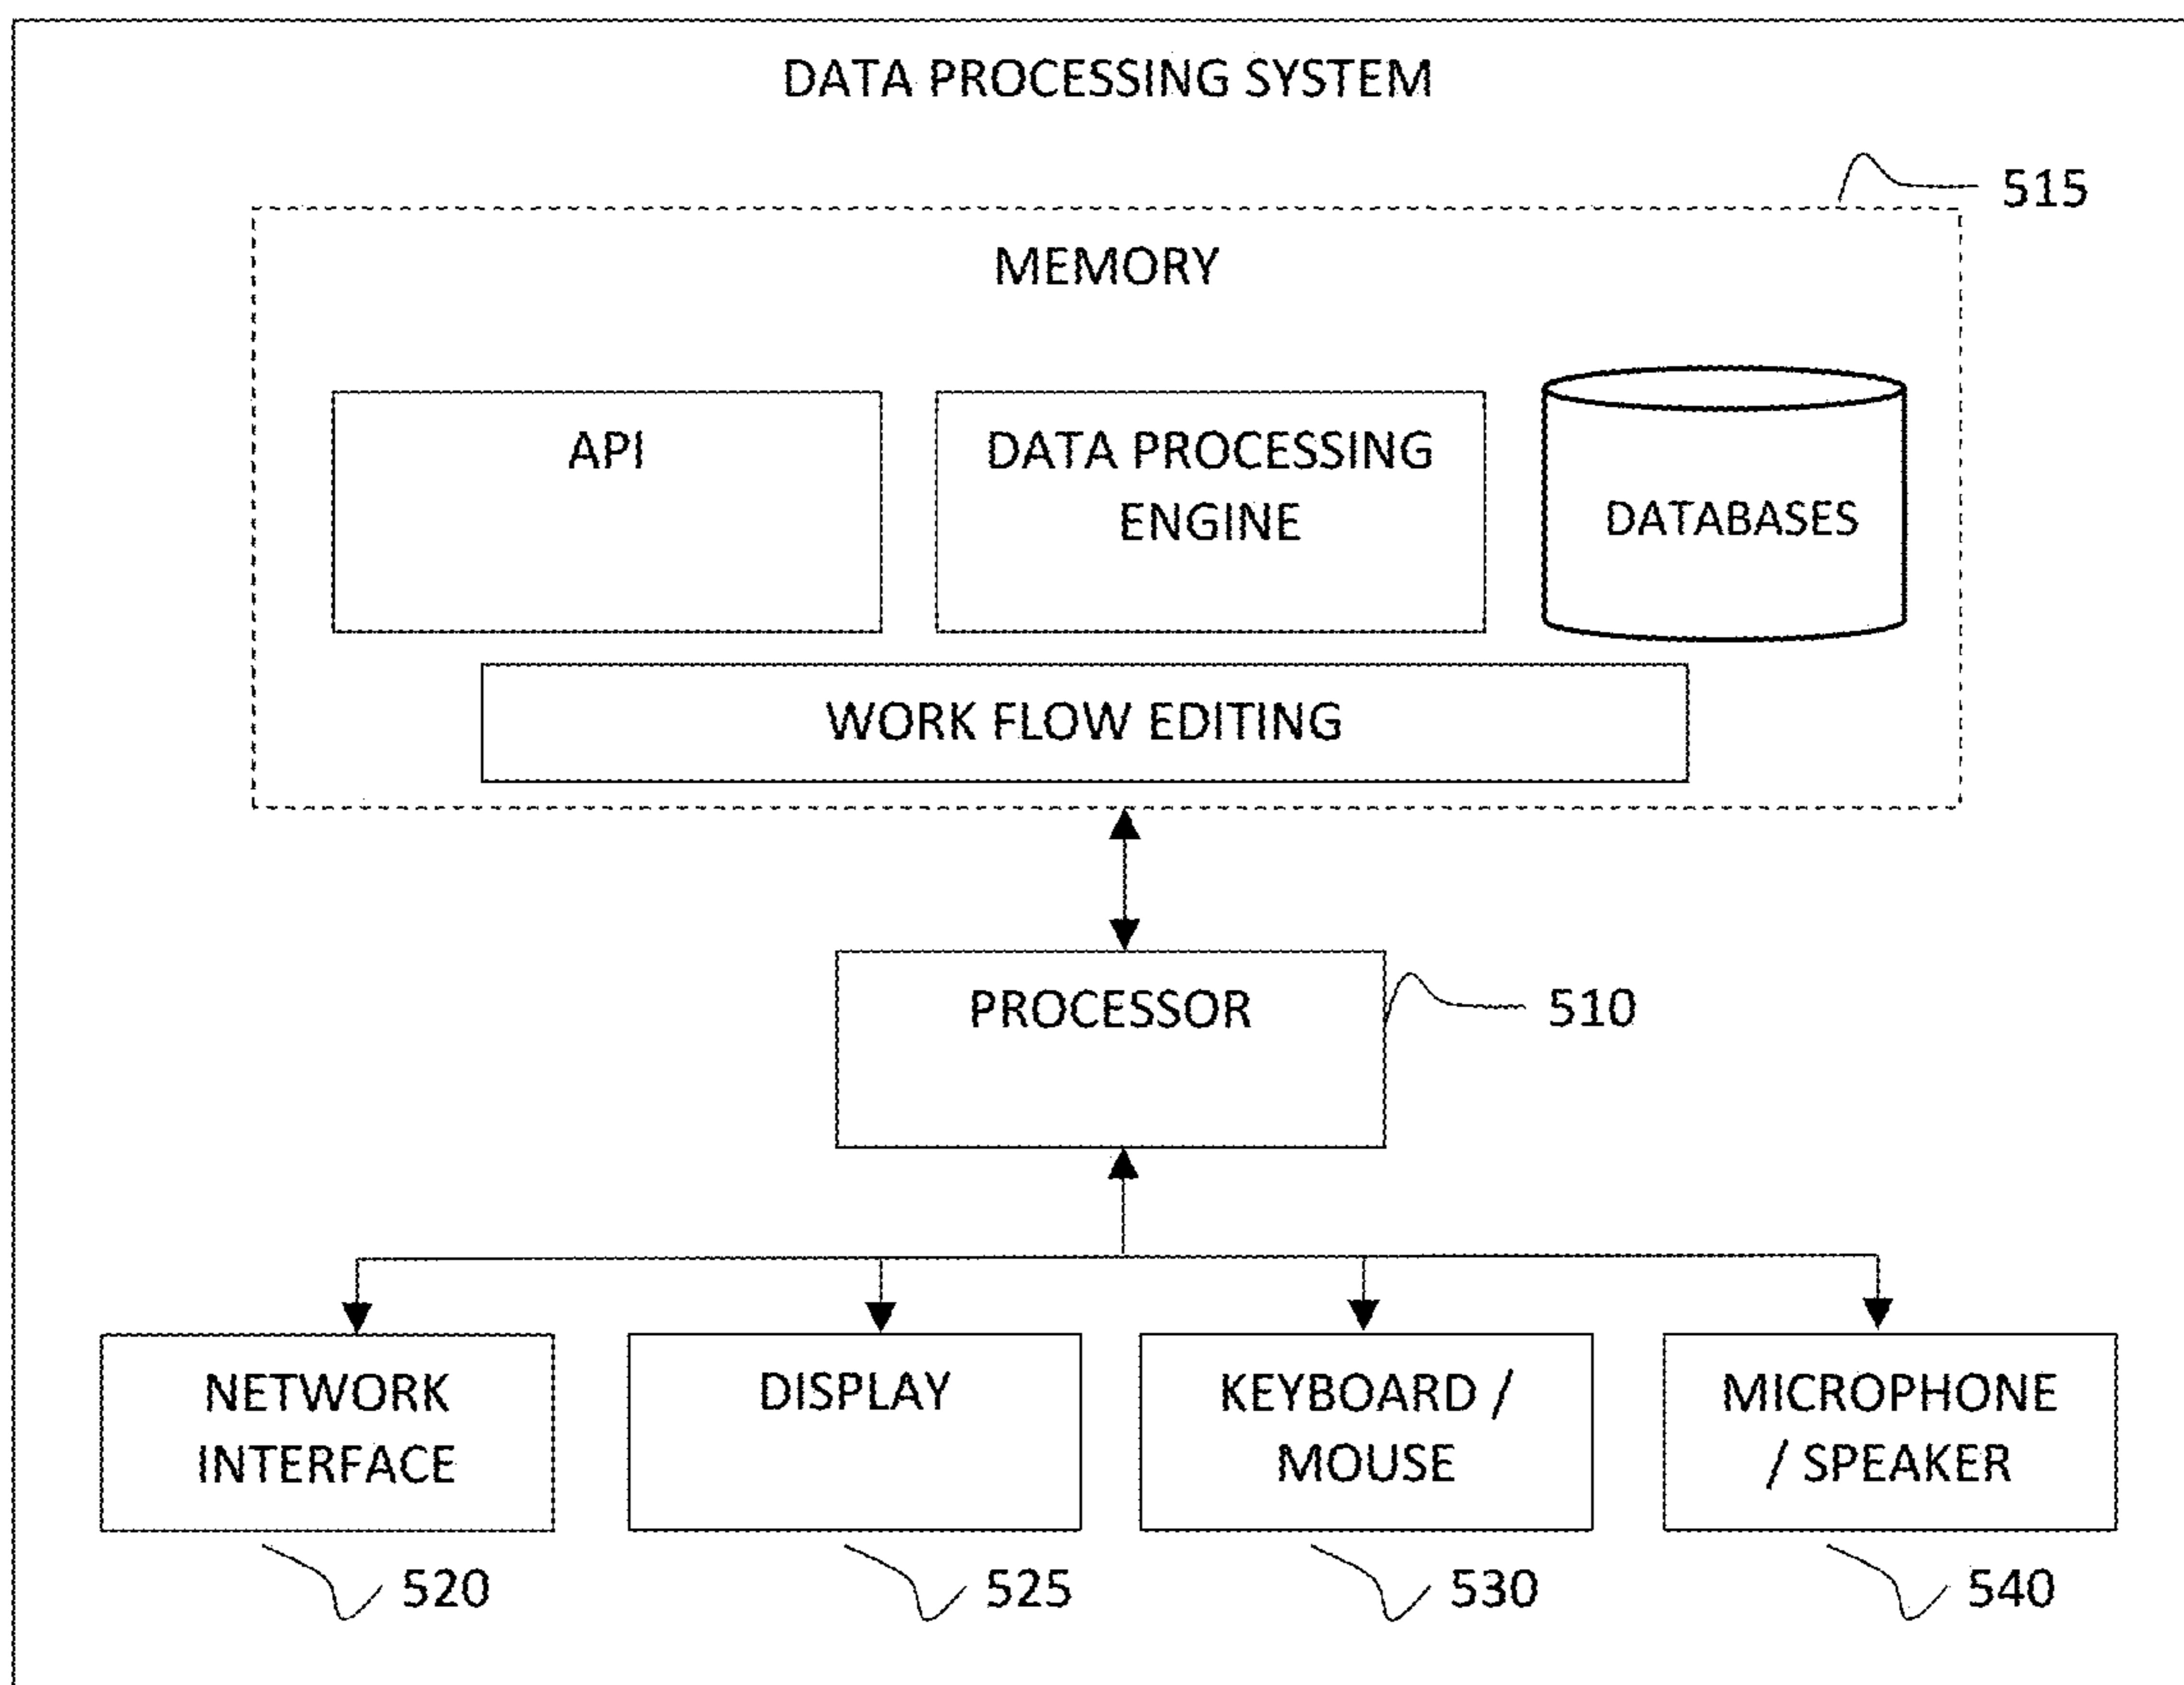 DATA PROCESSING SYSTEM
515
MEMORY
API
DATA PROCESSING
ENGINE
DATABASES
WORK FLOW EDITING
PROCESSOR
510
NETWORK
INTERFACE
DISPLAY
KEYBOARD /
MOUSE
MICROPHONE
/ SPEAKER
520
525
530
540